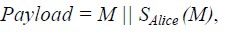 Payload = M || S_Alice (M),